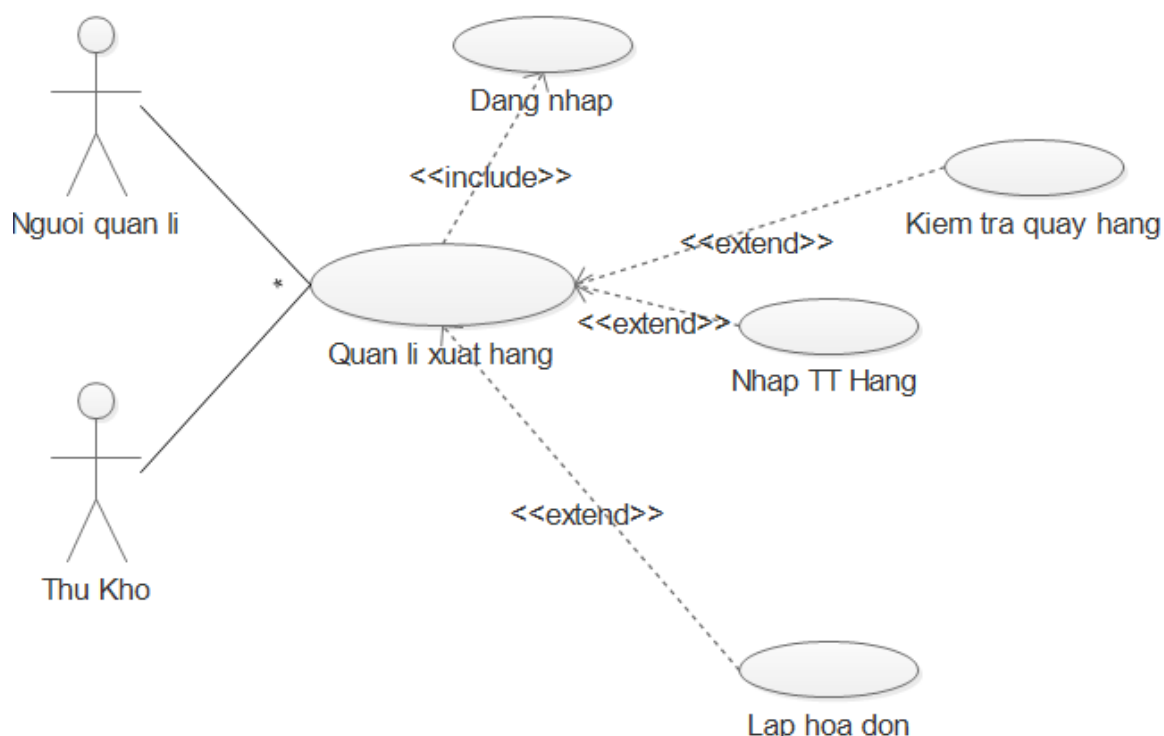 Dang nhap
<<include>>
Nguoi quan li
Kiem tra quay hang
<<extend>>
*
<<extend>>
Quan li xuat hang
Nhap TT Hang
<<extend>>
Thu Kho
Lap hoa don